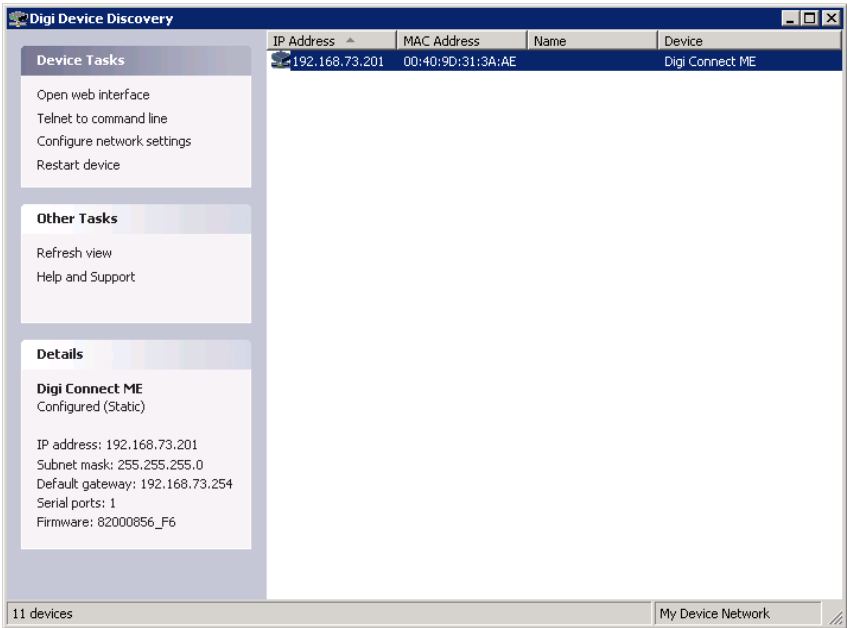 Digi Device Discovery
Device Tasks
Open web interface
Telnet to command line
Configure network settings
Restart device
Other Tasks
Refresh view
Help and Support
Details
Digi Connect ME
Configured (Static)
IP address: 192.168.73.201
Subnet mask: 255.255.255.0
Default gateway: 192.168.73.254
Serial ports: 1
Firmware: 82000856_F6
IP Address MAC Address Name Device
192.168.73.201 00:40:9D:31:3A:AE Digi Connect ME
11 devices My Device Network